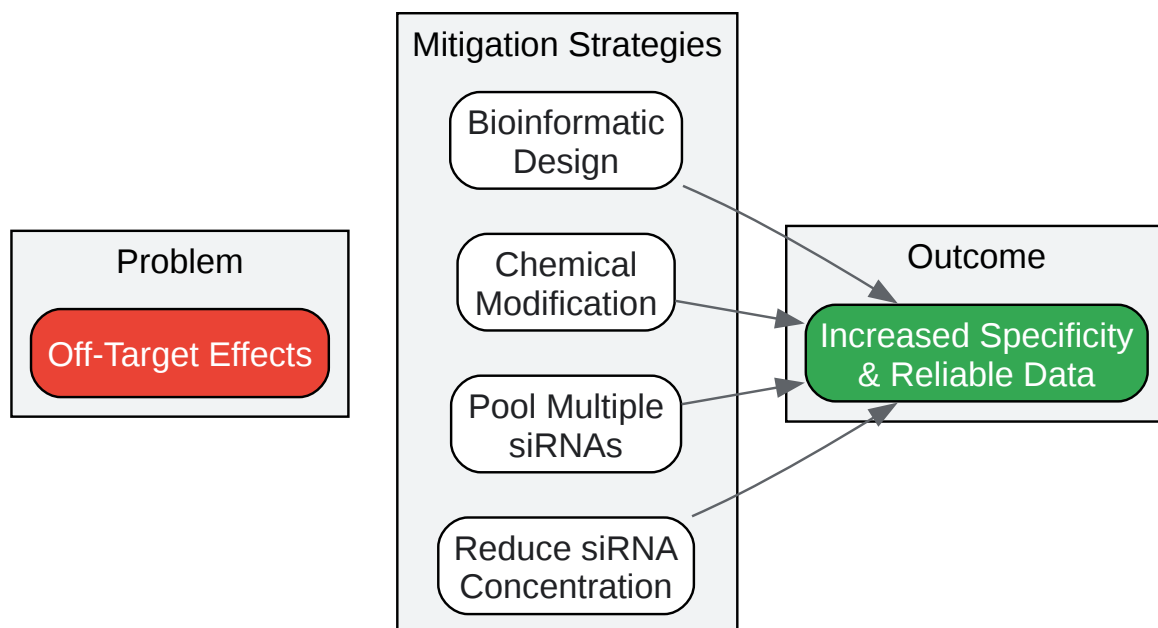 Problem
Off-Target Effects
Mitigation Strategies
Bioinformatic
Design
Chemical
Modification
Pool Multiple
siRNAs
Reduce siRNA
Concentration
Outcome
Increased Specificity
& Reliable Data